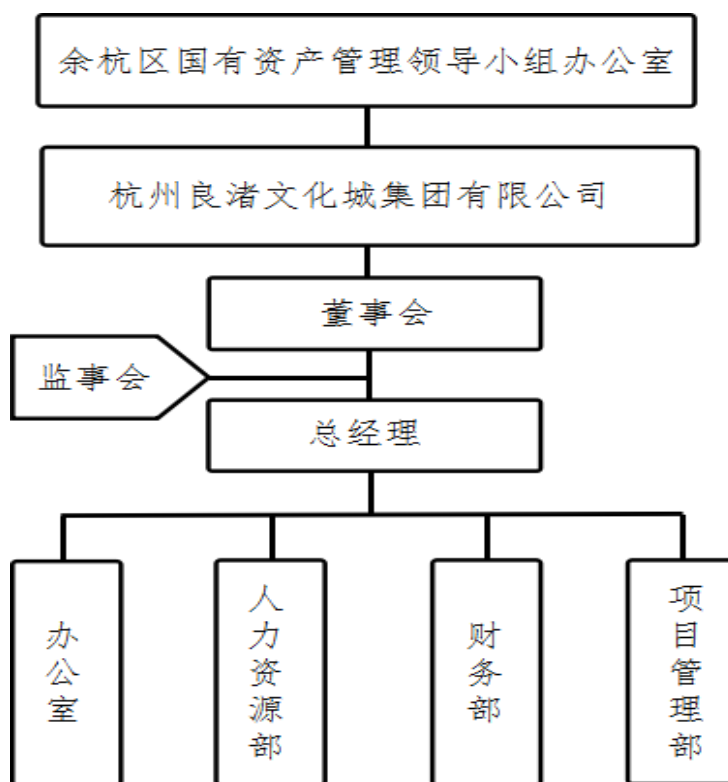 余杭区国有资产管理领导小组办公室
杭州良渚文化城集团有限公司
董事会
监事会
总经理
办公室
人力资源部
财务部
项目管理部